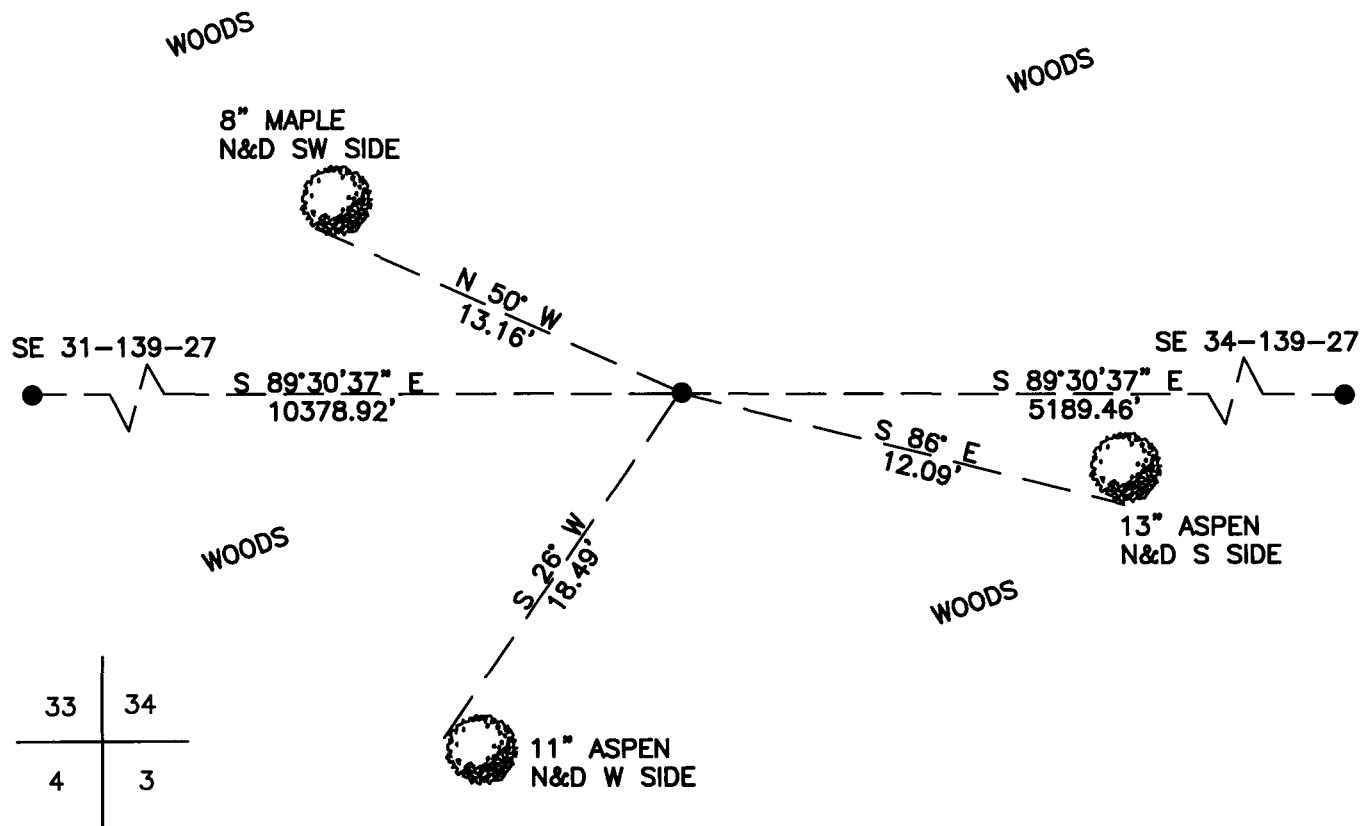 WOODS
WOODS
8" MAPLE
N&D SW SIDE
N 50° W
13.16'
SE 31-139-27
SE 34-139-27
S 89°30'37" E
10378.92'
S 89°30'37" E
5189.46'
S 86° E
12.09'
13" ASPEN
N&D S SIDE
WOODS
S 26° W
18.49'
WOODS
33 34
4 3
11" ASPEN
N&D W SIDE